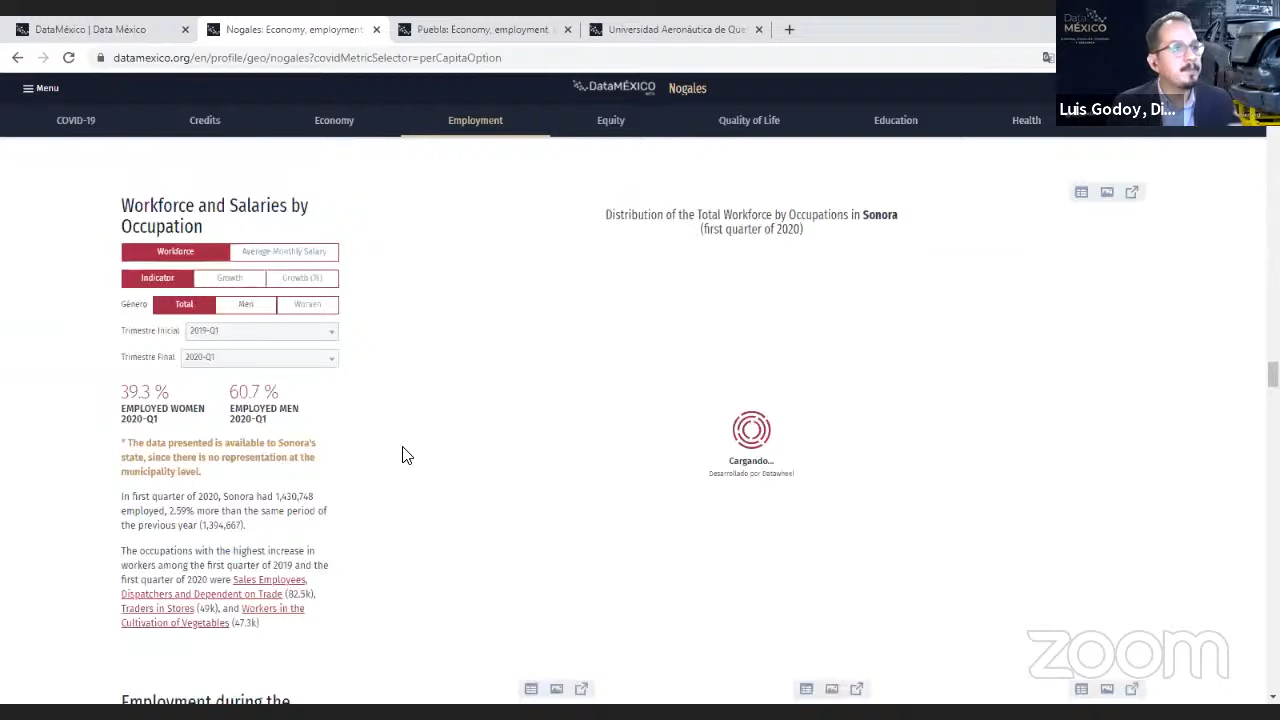 DataMéxico | Data México
Nogales: Economy, employment
Puebla: Economy, employment,
Universidad Aeronáutica de Que
datamexico.org/en/profile/geo/nogales?covidMetricSelector=perCapitaOption
Menu
DataMÉXICO
Nogales
COVID-19
Credits
Economy
Employment
Equity
Quality of Life
Education
Health
Data
MÉXICO
Luis Godoy, Di...
Workforce and Salaries by
Occupation
Workforce
Average Monthly Salary
Indicator
Growth
Growth (%)
Género
Total
Men
Women
Trimestre Inicial
2019-Q1
Trimestre Final
2020-Q1
39.3 %
60.7 %
EMPLOYED WOMEN
EMPLOYED MEN
2020-Q1
2020-Q1
* The data presented is available to Sonora's
state, since there is no representation at the
municipality level.
In first quarter of 2020, Sonora had 1,430,748
employed, 2.59% more than the same period of
the previous year (1,394,667).
The occupations with the highest increase in
workers among the first quarter of 2019 and the
first quarter of 2020 were Sales Employees,
Dispatchers and Dependent on Trade (82.5k),
Traders in Stores (49k), and Workers in the
Cultivation of Vegetables (47.3k)
Distribution of the Total Workforce by Occupations in Sonora
(first quarter of 2020)
Cargando...
Desarrollado por Datawheel
Employment during the
zoom